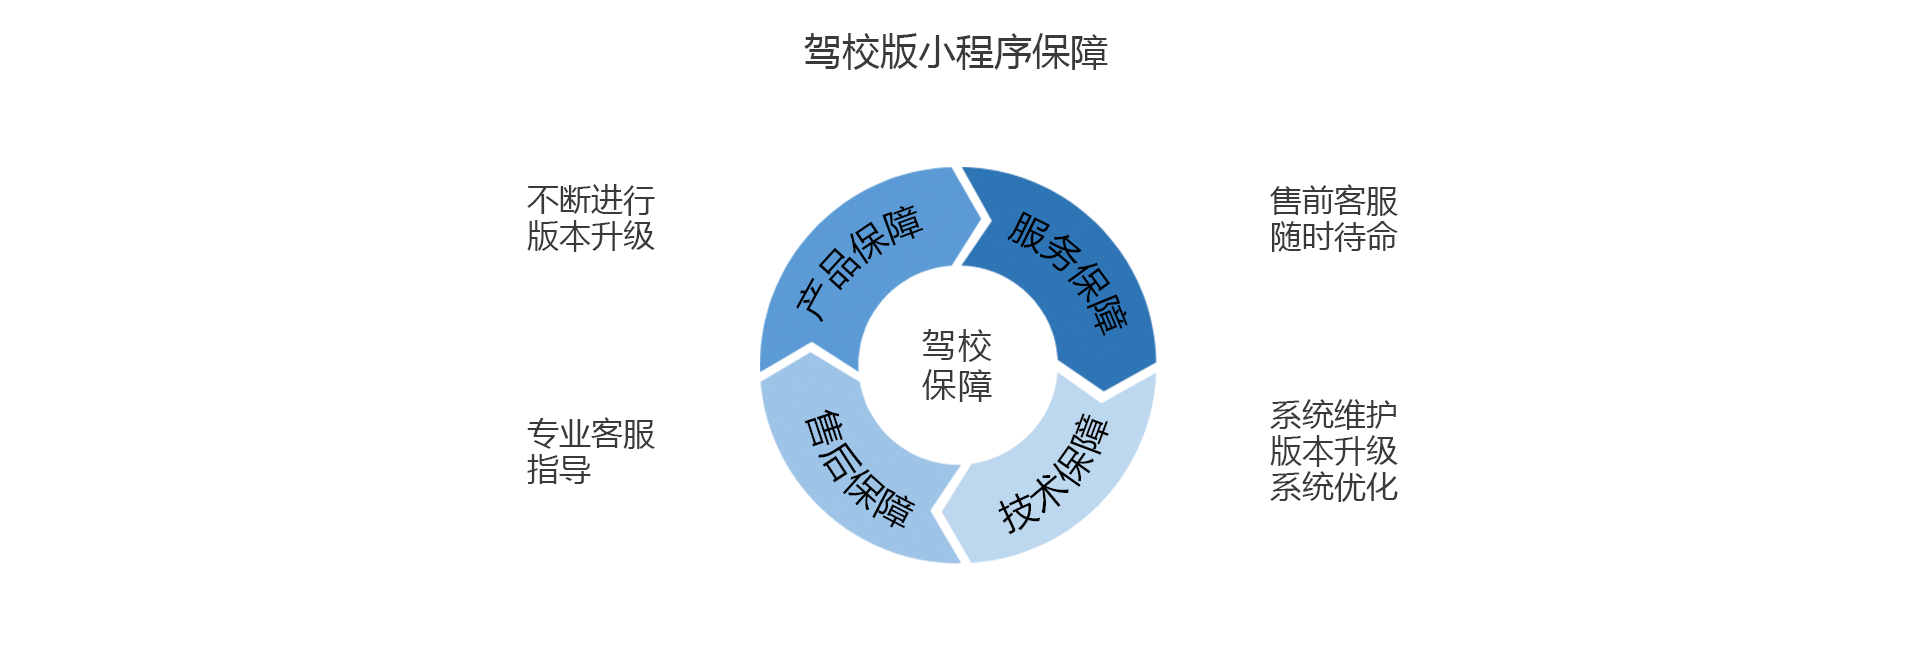 驾校版小程序保障
不断进行
版本升级
产品保障
服务保障
售前客服
随时待命
驾校
保障
专业客服
指导
售后保障
技术保障
系统维护
版本升级
系统优化